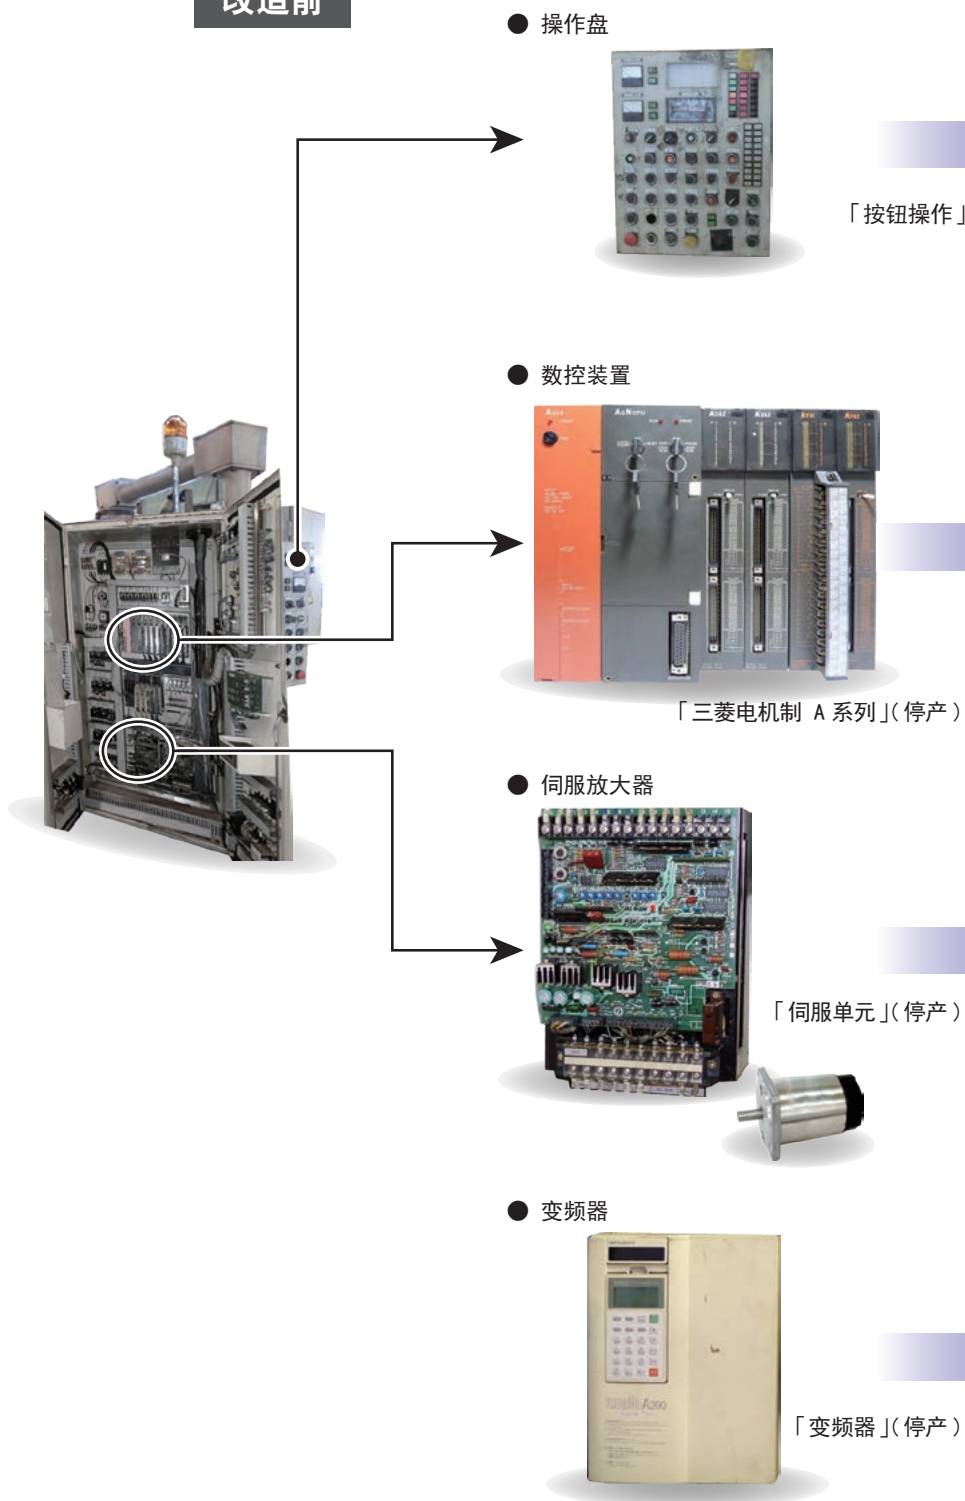 改造前
● 操作盘
「按钮操作」
● 数控装置
「三菱电机制 A 系列」(停产)
● 伺服放大器
「伺服单元」(停产)
● 变频器
A200
「变频器」(停产)